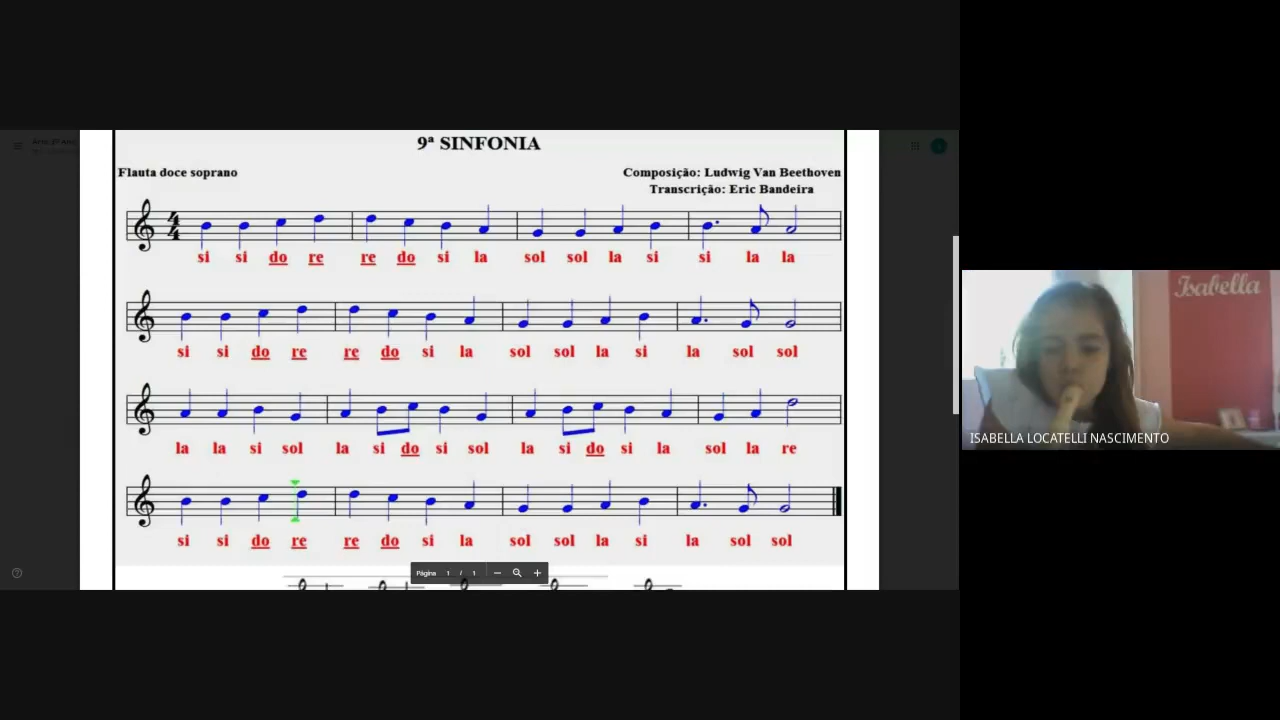 9ª SINFONIA
Flauta doce soprano
Composição: Ludwig Van Beethoven
Transcrição: Eric Bandeira
si si do re re do si la sol sol la si si la la
si si do re re do si la sol sol la si la sol sol
la la si sol la si do si sol la si do si la sol la re
si si do re re do si la sol sol la si la sol sol
Página 1 / 1
Isabella
ISABELLA LOCATELLI NASCIMENTO